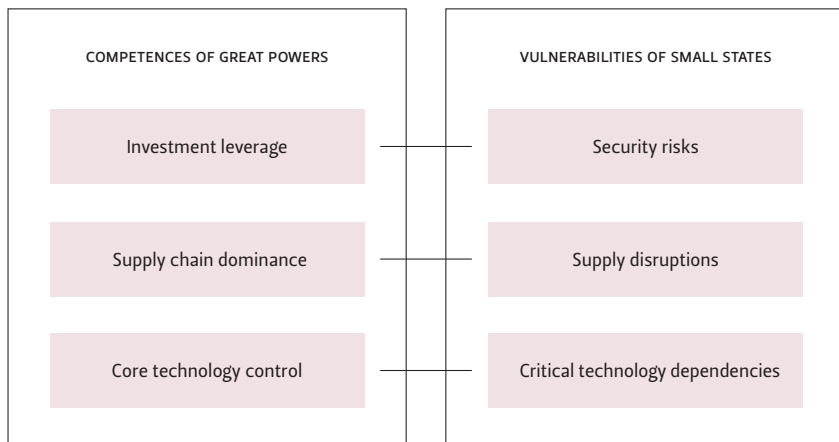 COMPETENCES OF GREAT POWERS
VULNERABILITIES OF SMALL STATES
Investment leverage
Security risks
Supply chain dominance
Supply disruptions
Core technology control
Critical technology dependencies